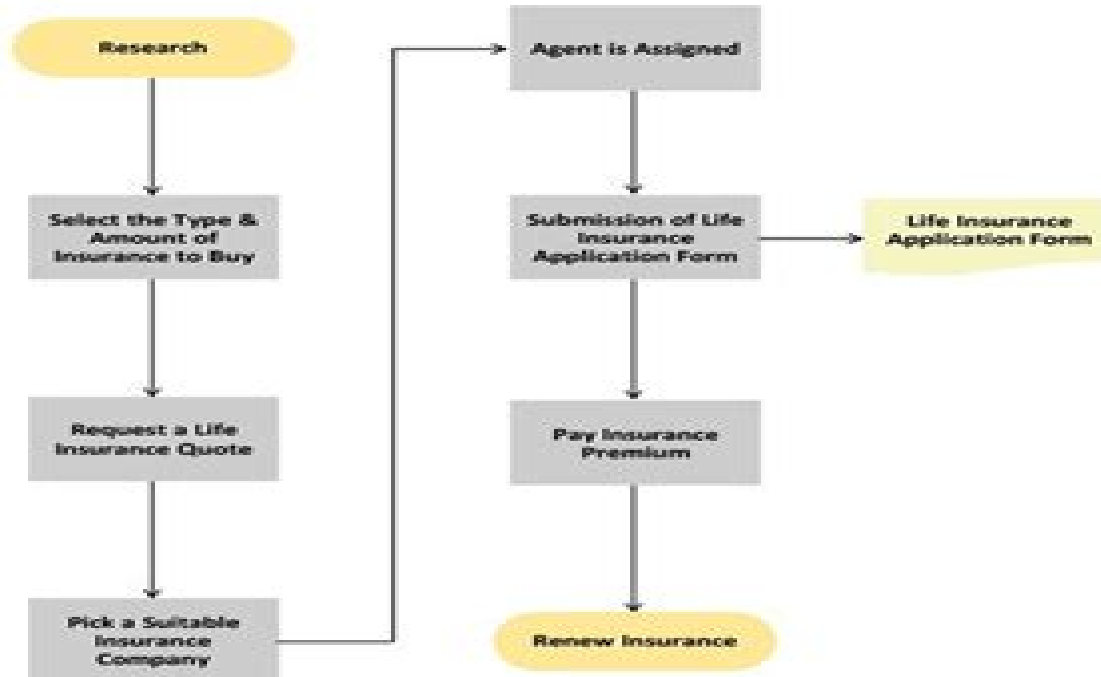 Research
Select the Type &
Amount of
Insurance to Buy
Request a Life
Insurance Quote
Pick a Suitable
Insurance
Company
Agent is Assigned
Submission of Life
Insurance
Application Form
Life Insurance
Application Form
Pay Insurance
Premium
Renew Insurance